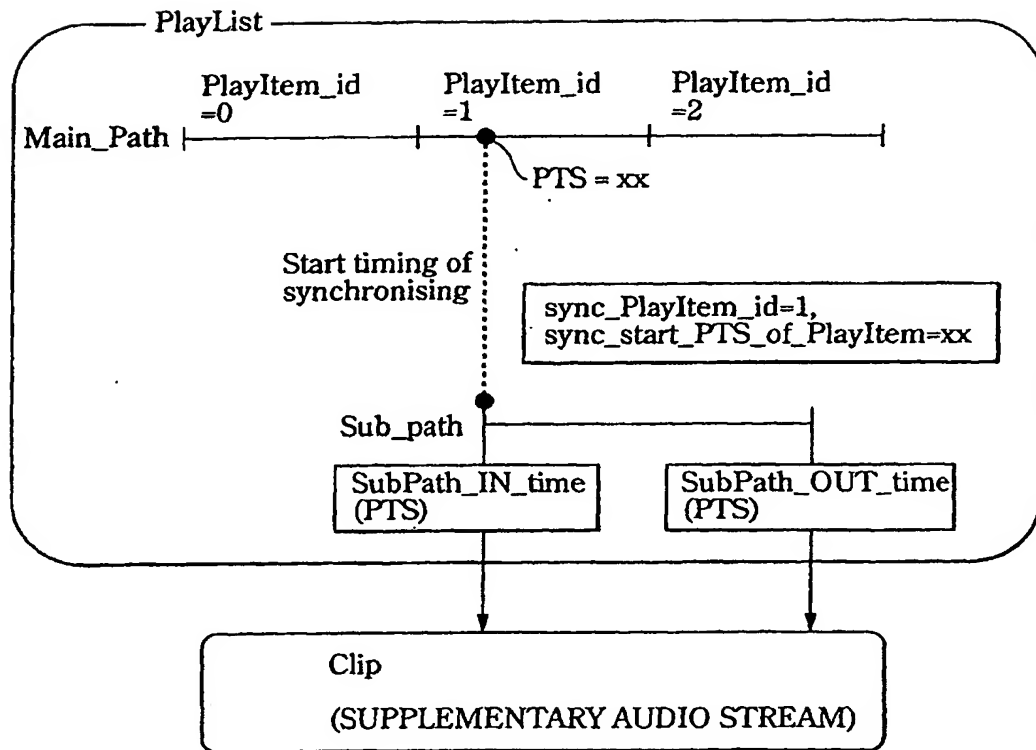 PlayList
PlayItem_id
=0
PlayItem_id
=1
PlayItem_id
=2
Main_Path
PTS = xx
Start timing of
synchronising
sync_PlayItem_id=1,
sync_start_PTS_of_PlayItem=xx
Sub_path
SubPath_IN_time
(PTS)
SubPath_OUT_time
(PTS)
Clip
(SUPPLEMENTARY AUDIO STREAM)